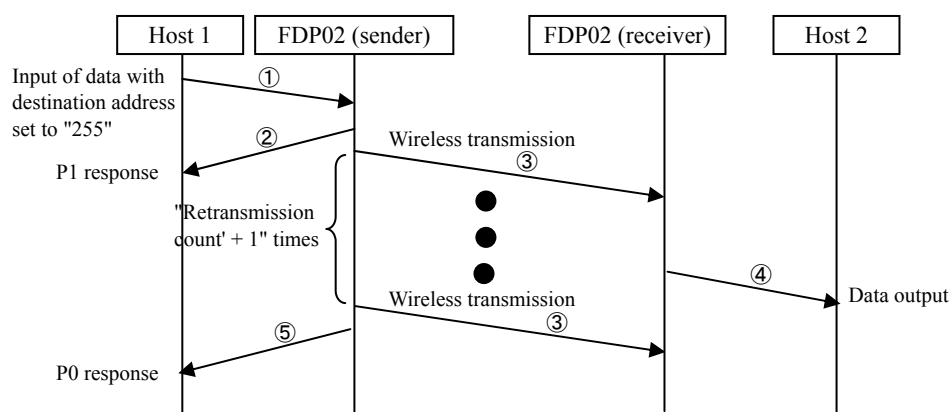 Host 1
FDP02 (sender)
FDP02 (receiver)
Host 2
Input of data with
destination address
set to "255"
①
②
Wireless transmission
P1 response
③
"Retransmission
count' + 1" times
④
Wireless transmission
Data output
⑤
③
P0 response